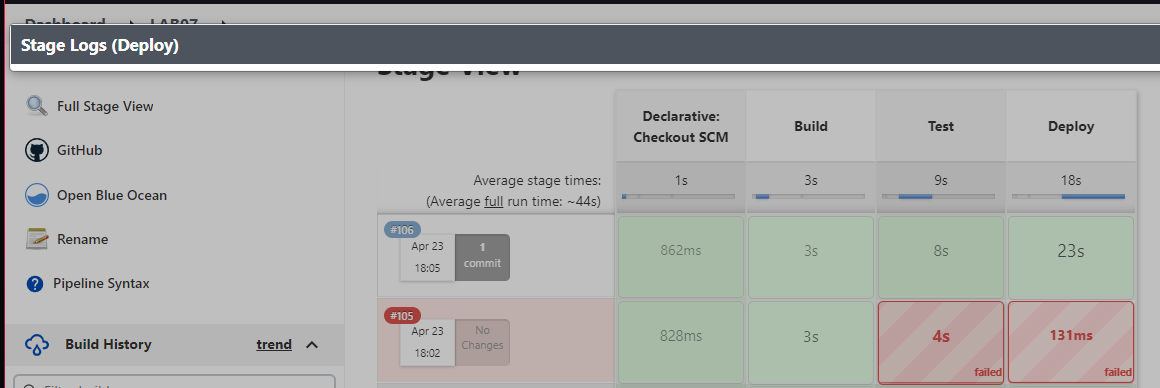 Dashboard
LAB07
Stage Logs (Deploy)
Stage View
Full Stage View
GitHub
Open Blue Ocean
Rename
Pipeline Syntax
Build History
trend
Declarative:
Checkout SCM
Build
Test
Deploy
Average stage times:
(Average full run time: ~44s)
1s
3s
9s
18s
#106
Apr 23
18:05
1
commit
862ms
3s
8s
23s
#105
Apr 23
18:02
No
Changes
828ms
3s
4s
failed
131ms
failed